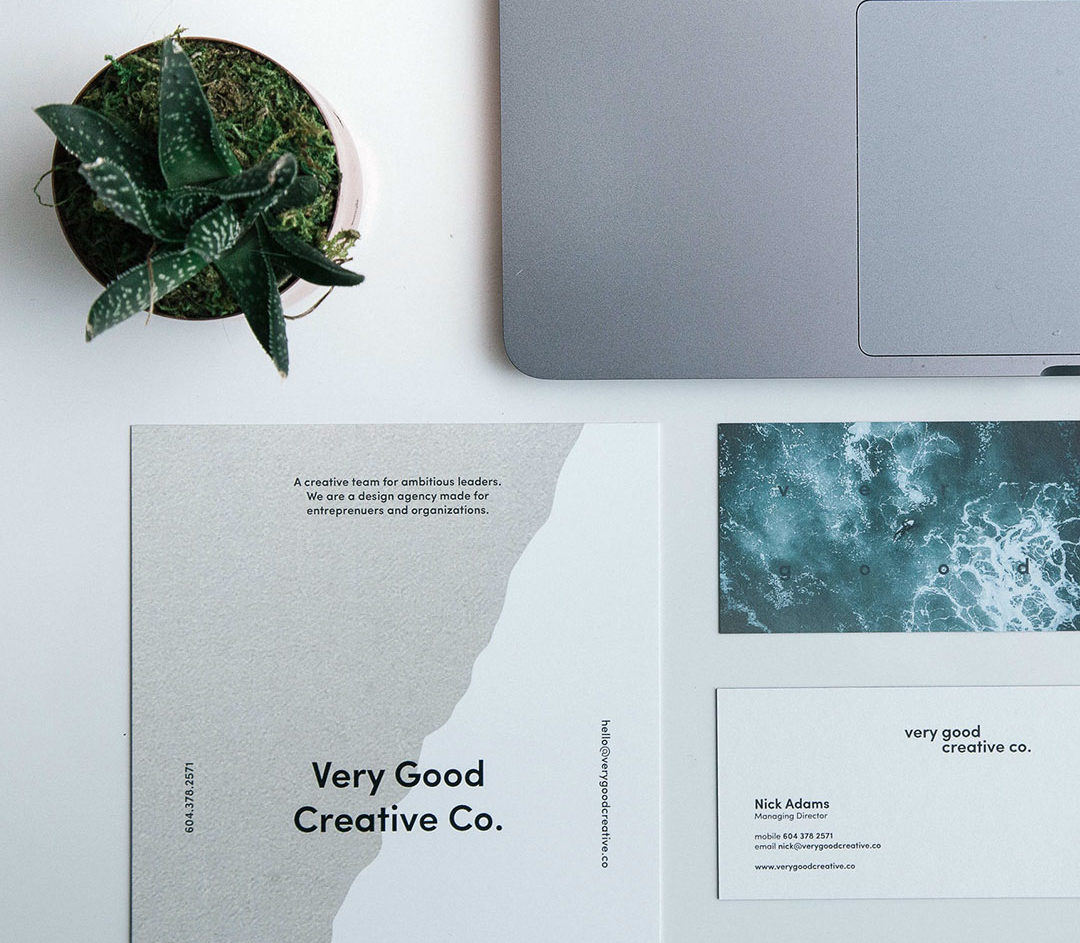 A creative team for ambitious leaders.
We are a design agency made for
entreprenuers and organizations.
604.378.2571
Very Good
Creative Co.
hello@verygoodcreative.co
v e r
g o o d
very good
creative co.
Nick Adams
Managing Director
mobile 604 378 2571
email nick@verygoodcreative.co
www.verygoodcreative.co